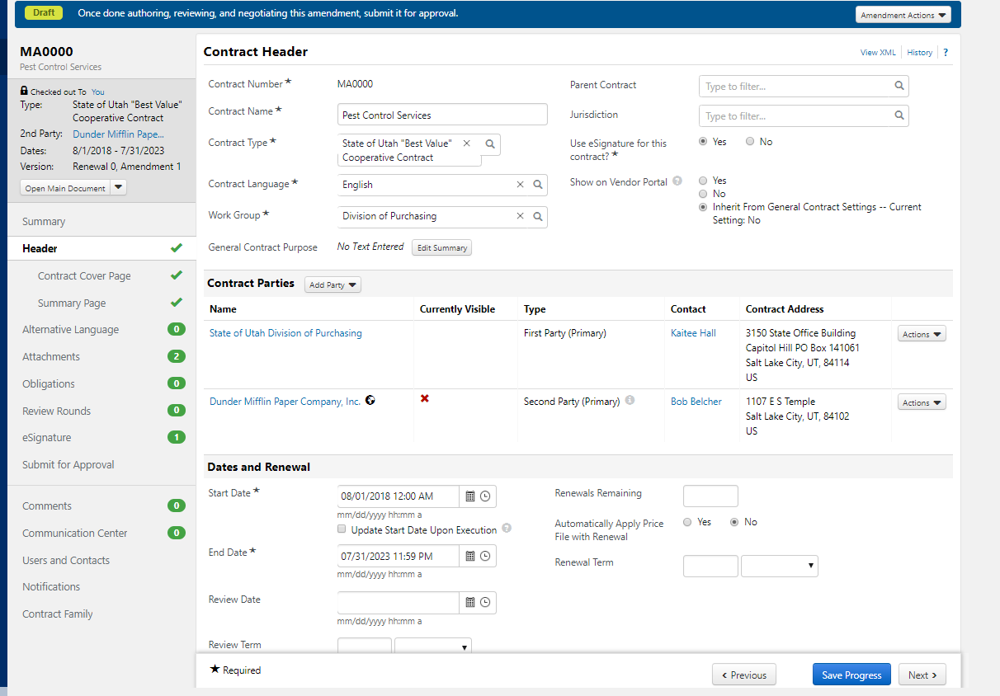 Draft
Once done authoring, reviewing, and negotiating this amendment, submit it for approval.
Amendment Actions
MA0000
Pest Control Services
Checked out To You
Type: State of Utah "Best Value"
Cooperative Contract
2nd Party: Dunder Mifflin Pape...
Dates: 8/1/2018 - 7/31/2023
Version: Renewal 0, Amendment 1
Open Main Document
Summary
Header
Contract Cover Page
Summary Page
Alternative Language 0
Attachments 2
Obligations 0
Review Rounds 0
eSignature 1
Submit for Approval
Comments 0
Communication Center 0
Users and Contacts
Notifications
Contract Family
Contract Header
View XML History ?
Contract Number ★ MA0000
Contract Name ★ Pest Control Services
Contract Type ★ State of Utah "Best Value"
Cooperative Contract
Contract Language ★ English
Work Group ★ Division of Purchasing
General Contract Purpose No Text Entered Edit Summary
Parent Contract Type to filter...
Jurisdiction Type to filter...
Use eSignature for this
contract? ★ Yes No
Show on Vendor Portal ? Yes
No
Inherit From General Contract Settings -- Current
Setting: No
Contract Parties Add Party
Name Currently Visible Type Contact Contract Address
State of Utah Division of Purchasing First Party (Primary) Kaitee Hall 3150 State Office Building Actions
Capitol Hill PO Box 141061
Salt Lake City, UT, 84114
US
Dunder Mifflin Paper Company, Inc. Second Party (Primary) Bob Belcher 1107 E S Temple Actions
Salt Lake City, UT, 84102
US
Dates and Renewal
Start Date ★ 08/01/2018 12:00 AM
mm/dd/yyyy hh:mm a
Update Start Date Upon Execution ?
End Date ★ 07/31/2023 11:59 PM
mm/dd/yyyy hh:mm a
Review Date
mm/dd/yyyy hh:mm a
Review Term
Renewals Remaining
Automatically Apply Price
File with Renewal Yes No
Renewal Term
★ Required
‹ Previous Save Progress Next ›